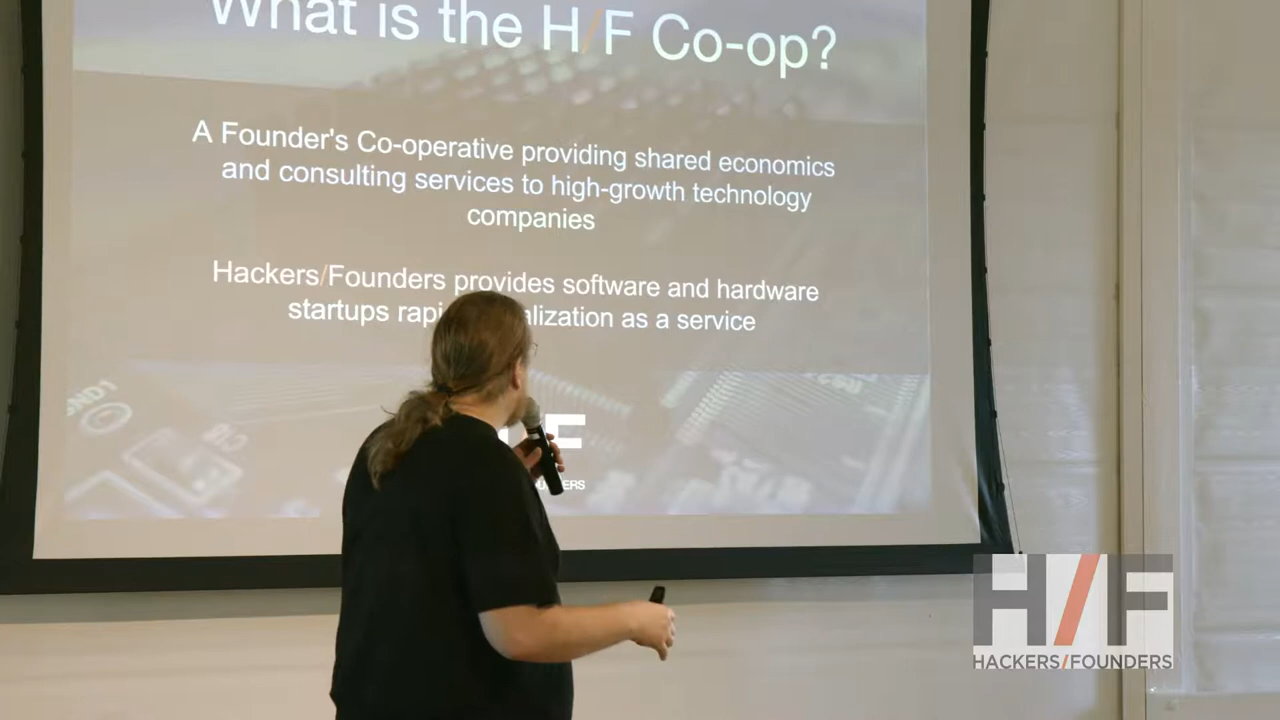 What is the H/F Co-op?
A Founder's Co-operative providing shared economics
and consulting services to high-growth technology
companies
Hackers/Founders provides software and hardware
startups as a service
F
H/F
HACKERS/FOUNDERS